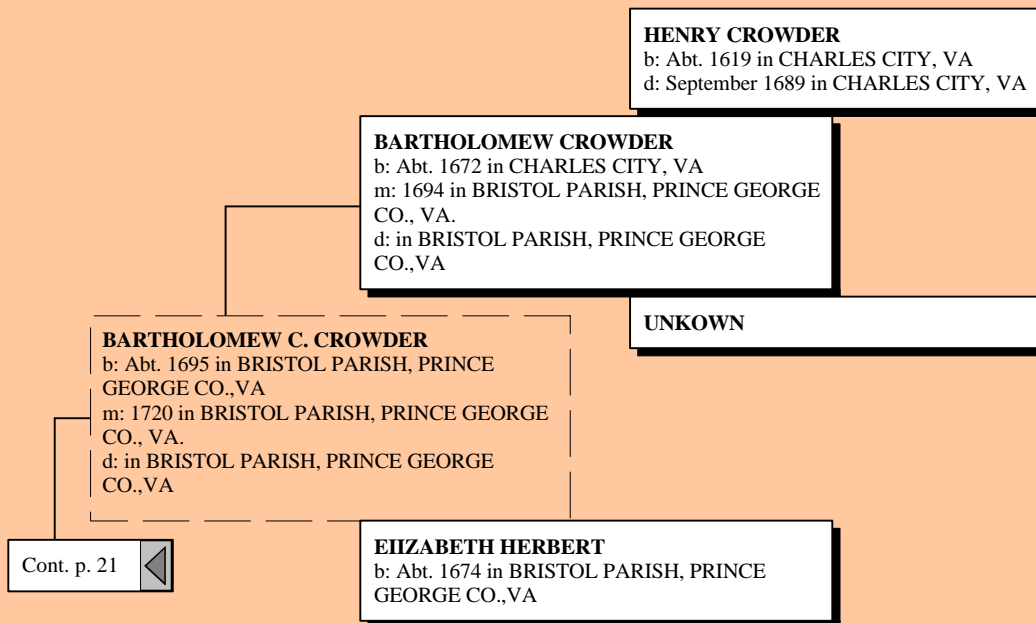 HENRY CROWDER
b: Abt. 1619 in CHARLES CITY, VA
d: September 1689 in CHARLES CITY, VA
BARTHOLOMEW CROWDER
b: Abt. 1672 in CHARLES CITY, VA
m: 1694 in BRISTOL PARISH, PRINCE GEORGE
CO., VA.
d: in BRISTOL PARISH, PRINCE GEORGE
CO.,VA
UNKOWN
BARTHOLOMEW C. CROWDER
b: Abt. 1695 in BRISTOL PARISH, PRINCE
GEORGE CO.,VA
m: 1720 in BRISTOL PARISH, PRINCE GEORGE
CO., VA.
d: in BRISTOL PARISH, PRINCE GEORGE
CO.,VA
Cont. p. 21
EIIZABETH HERBERT
b: Abt. 1674 in BRISTOL PARISH, PRINCE
GEORGE CO.,VA